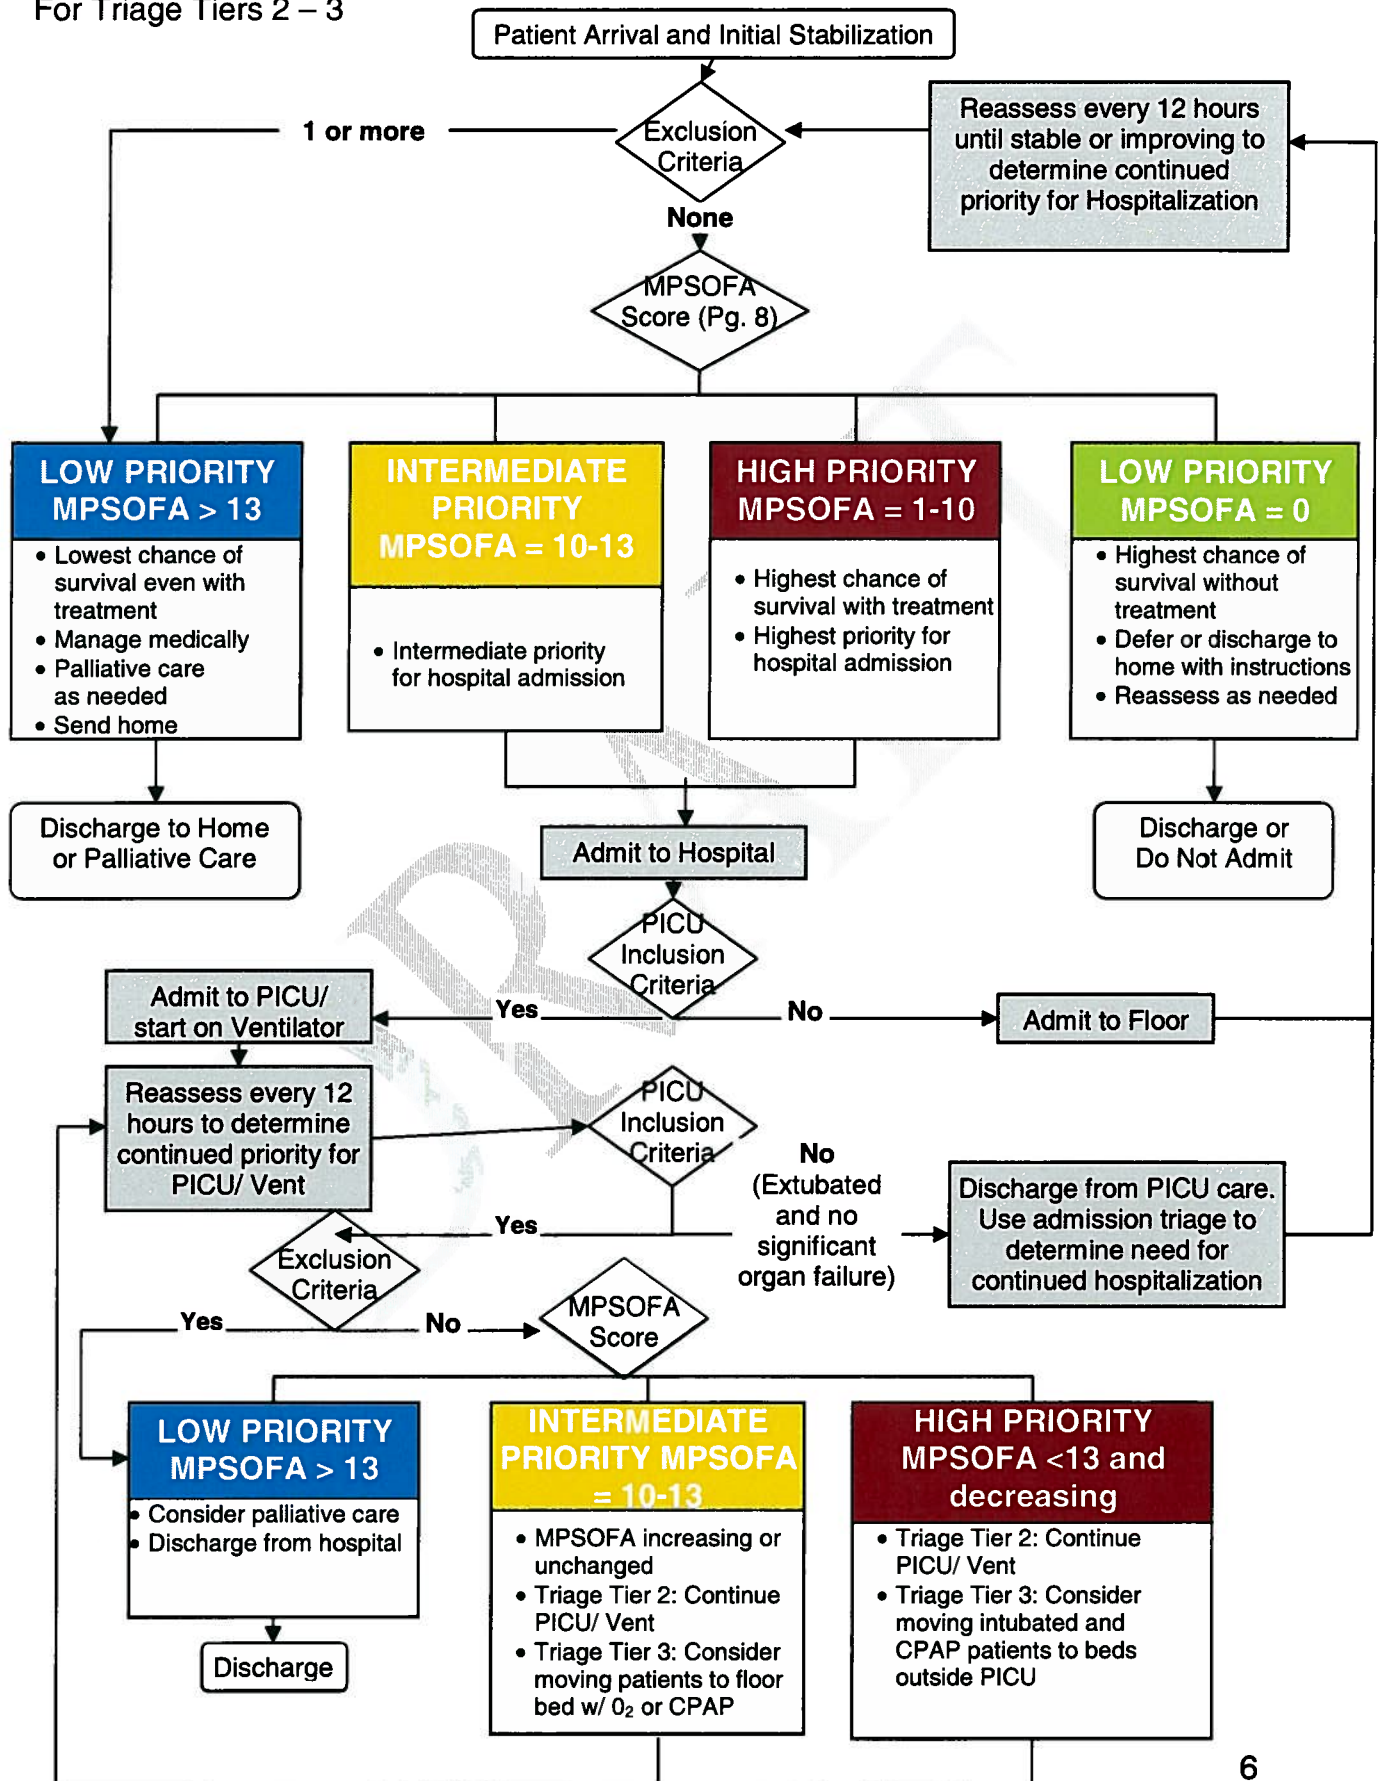 For Triage Tiers 2 – 3
Patient Arrival and Initial Stabilization
Exclusion
Criteria
1 or more
Reassess every 12 hours
until stable or improving to
determine continued
priority for Hospitalization
None
MPSOFA
Score (Pg. 8)
LOW PRIORITY
MPSOFA > 13
• Lowest chance of
survival even with
treatment
• Manage medically
• Palliative care
as needed
• Send home
INTERMEDIATE
PRIORITY
MPSOFA = 10-13
• Intermediate priority
for hospital admission
HIGH PRIORITY
MPSOFA = 1-10
• Highest chance of
survival with treatment
• Highest priority for
hospital admission
LOW PRIORITY
MPSOFA = 0
• Highest chance of
survival without
treatment
• Defer or discharge to
home with instructions
• Reassess as needed
Discharge to Home
or Palliative Care
Admit to Hospital
Discharge or
Do Not Admit
PICU
Inclusion
Criteria
Yes
No
Admit to PICU/
start on Ventilator
Admit to Floor
Reassess every 12
hours to determine
continued priority for
PICU/ Vent
PICU
Inclusion
Criteria
Yes
No
(Extubated
and no
significant
organ failure)
Discharge from PICU care.
Use admission triage to
determine need for
continued hospitalization
Exclusion
Criteria
Yes
No
MPSOFA
Score
LOW PRIORITY
MPSOFA > 13
• Consider palliative care
• Discharge from hospital
Discharge
INTERMEDIATE
PRIORITY MPSOFA
= 10-13
• MPSOFA increasing or
unchanged
• Triage Tier 2: Continue
PICU/ Vent
• Triage Tier 3: Consider
moving patients to floor
bed w/ 0₂ or CPAP
HIGH PRIORITY
MPSOFA <13 and
decreasing
• Triage Tier 2: Continue
PICU/ Vent
• Triage Tier 3: Consider
moving intubated and
CPAP patients to beds
outside PICU
6
DRAFT